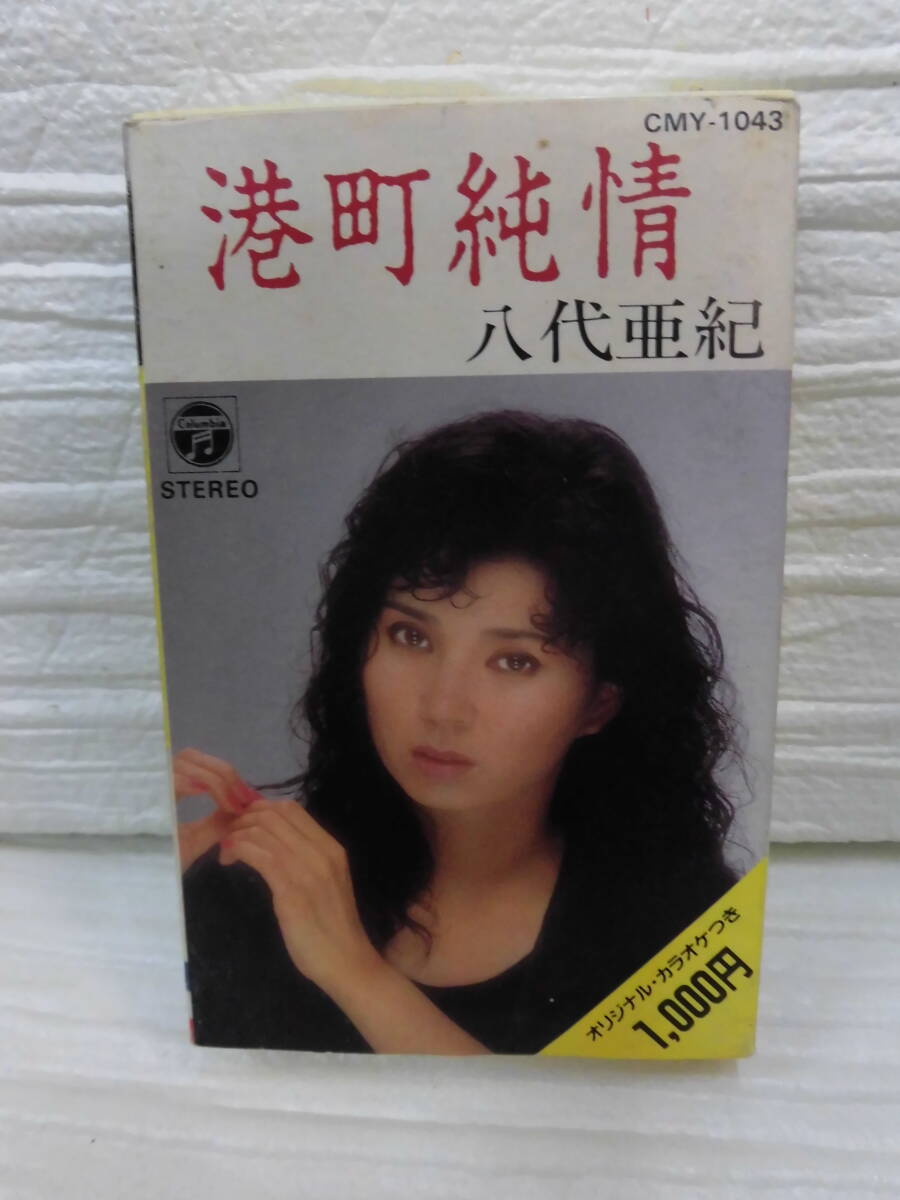 CMY-1043
港町純情
八代亜紀
Columbia
STEREO
オリジナル・カラオケつき
1,000円